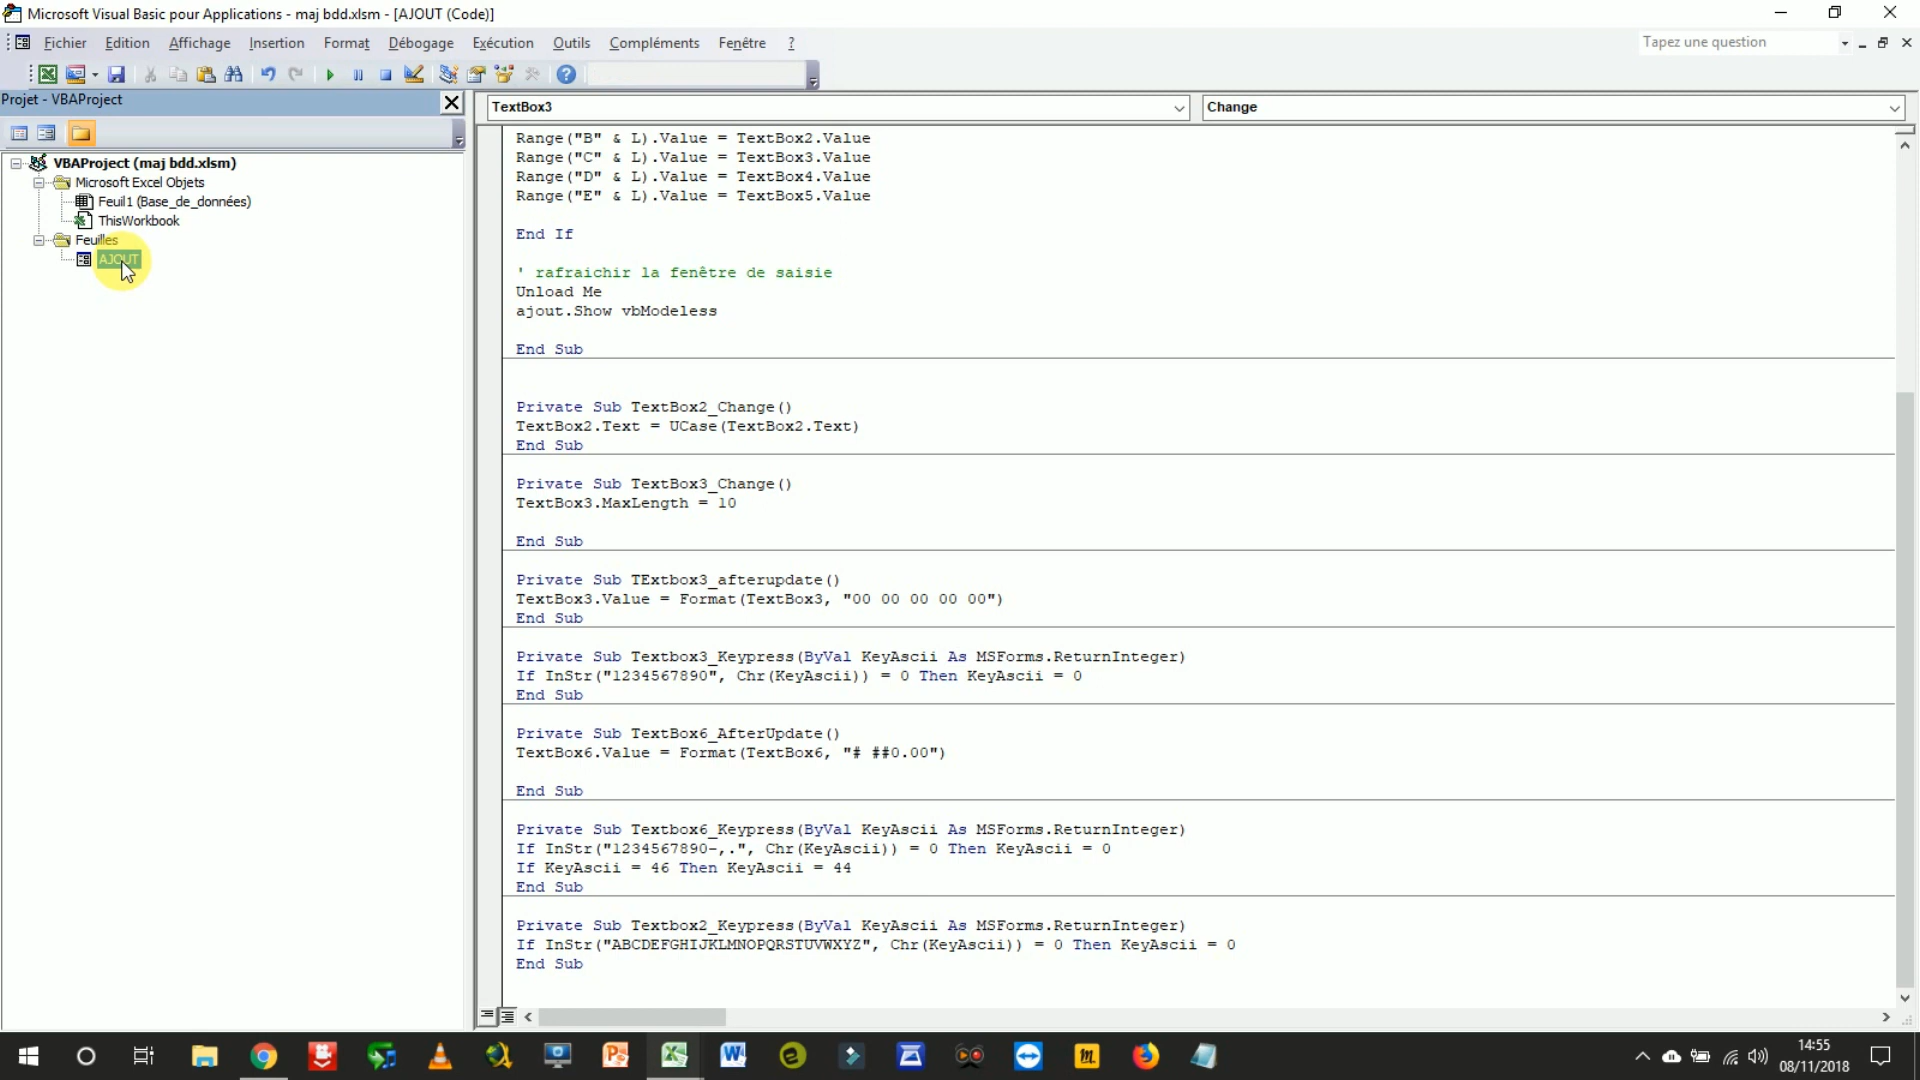 Microsoft Visual Basic pour Applications - maj bdd.xlsm - [AJOUT (Code)]
Fichier Edition Affichage Insertion Format Débogage Exécution Outils Compléments Fenêtre ?
Tapez une question
Projet - VBAProject
TextBox3
Change
VBAProject (maj bdd.xlsm)
Microsoft Excel Objets
Feuil1 (Base_de_données)
ThisWorkbook
Feuilles
AJOUT
Range("B" & L).Value = TextBox2.Value
Range("C" & L).Value = TextBox3.Value
Range("D" & L).Value = TextBox4.Value
Range("E" & L).Value = TextBox5.Value
End If
' rafraichir la fenêtre de saisie
Unload Me
ajout.Show vbModeless
End Sub
Private Sub TextBox2_Change()
TextBox2.Text = UCase(TextBox2.Text)
End Sub
Private Sub TextBox3_Change()
TextBox3.MaxLength = 10
End Sub
Private Sub TExtbox3_afterupdate()
TextBox3.Value = Format(TextBox3, "00 00 00 00 00")
End Sub
Private Sub Textbox3_Keypress(ByVal KeyAscii As MSForms.ReturnInteger)
If InStr("1234567890", Chr(KeyAscii)) = 0 Then KeyAscii = 0
End Sub
Private Sub TextBox6_AfterUpdate()
TextBox6.Value = Format(TextBox6, "# ##0.00")
End Sub
Private Sub Textbox6_Keypress(ByVal KeyAscii As MSForms.ReturnInteger)
If InStr("1234567890-,.", Chr(KeyAscii)) = 0 Then KeyAscii = 0
If KeyAscii = 46 Then KeyAscii = 44
End Sub
Private Sub Textbox2_Keypress(ByVal KeyAscii As MSForms.ReturnInteger)
If InStr("ABCDEFGHIJKLMNOPQRSTUVWXYZ", Chr(KeyAscii)) = 0 Then KeyAscii = 0
End Sub
14:55
08/11/2018